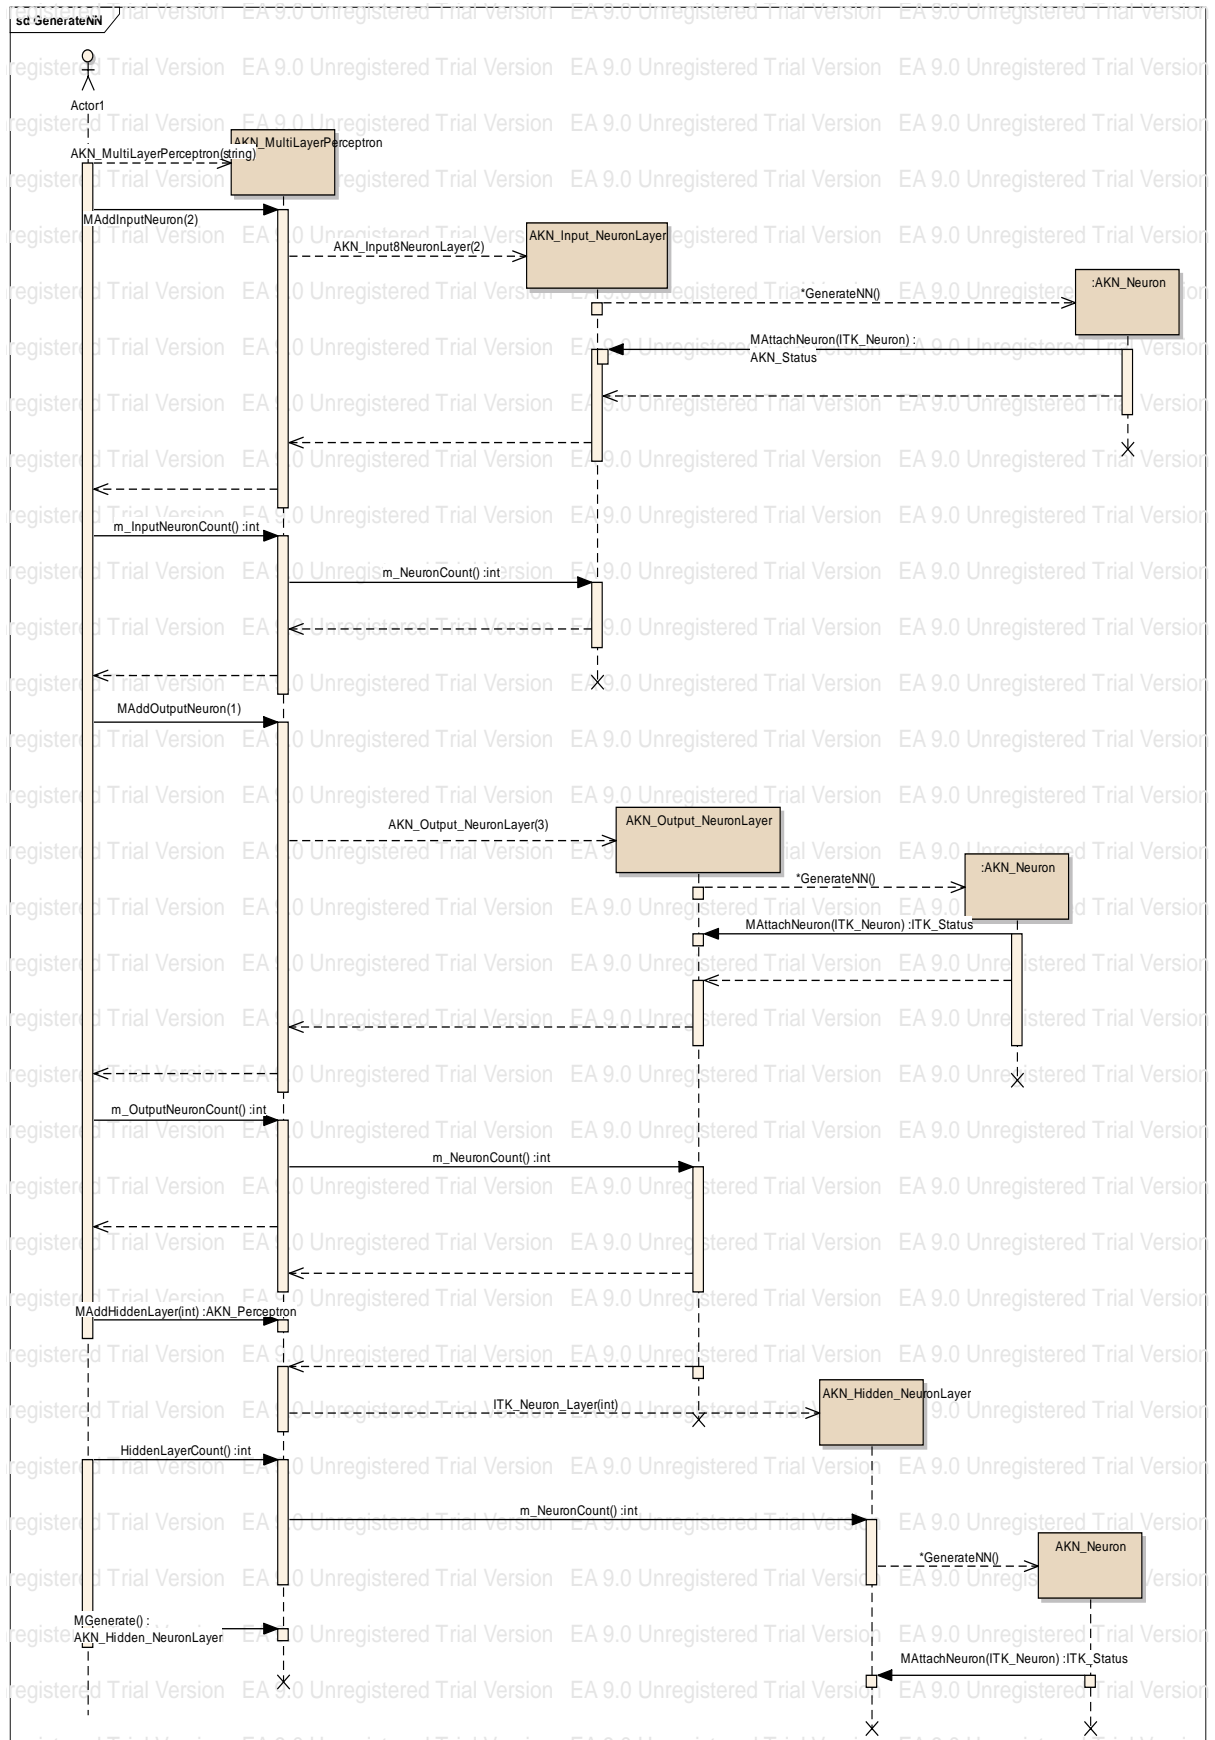 sd GenerateNN
Actor1
AKN_MultiLayerPerceptron
AKN_MultiLayerPerceptron(string)
MAddInputNeuron(2)
AKN_Input_NeuronLayer
AKN_Input8NeuronLayer(2)
:AKN_Neuron
*GenerateNN()
MAttachNeuron(ITK_Neuron) :
AKN_Status
m_InputNeuronCount() :int
m_NeuronCount() :int
MAddOutputNeuron(1)
AKN_Output_NeuronLayer
AKN_Output_NeuronLayer(3)
:AKN_Neuron
*GenerateNN()
MAttachNeuron(ITK_Neuron) :ITK_Status
m_OutputNeuronCount() :int
m_NeuronCount() :int
MAddHiddenLayer(int) :AKN_Perceptron
AKN_Hidden_NeuronLayer
ITK_Neuron_Layer(int)
HiddenLayerCount() :int
m_NeuronCount() :int
AKN_Neuron
*GenerateNN()
MGenerate() :
AKN_Hidden_NeuronLayer
MAttachNeuron(ITK_Neuron) :ITK_Status
EA 9.0 Unregistered Trial Version